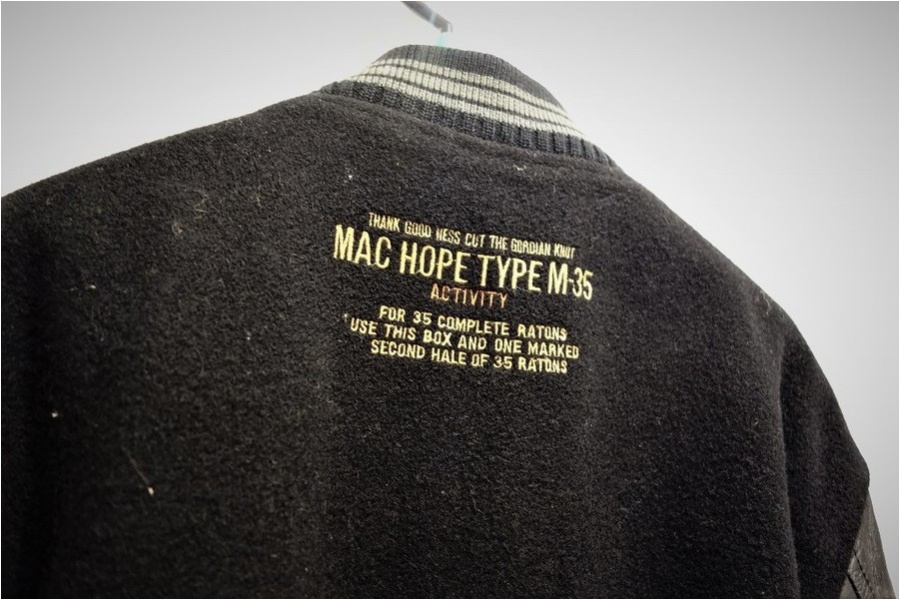 THANK GOOD NESS CUT THE GORDIAN KNOT
MAC HOPE TYPE M-35
ACTIVITY
FOR 35 COMPLETE RATONS
USE THIS BOX AND ONE MARKED
SECOND HALE OF 35 RATONS